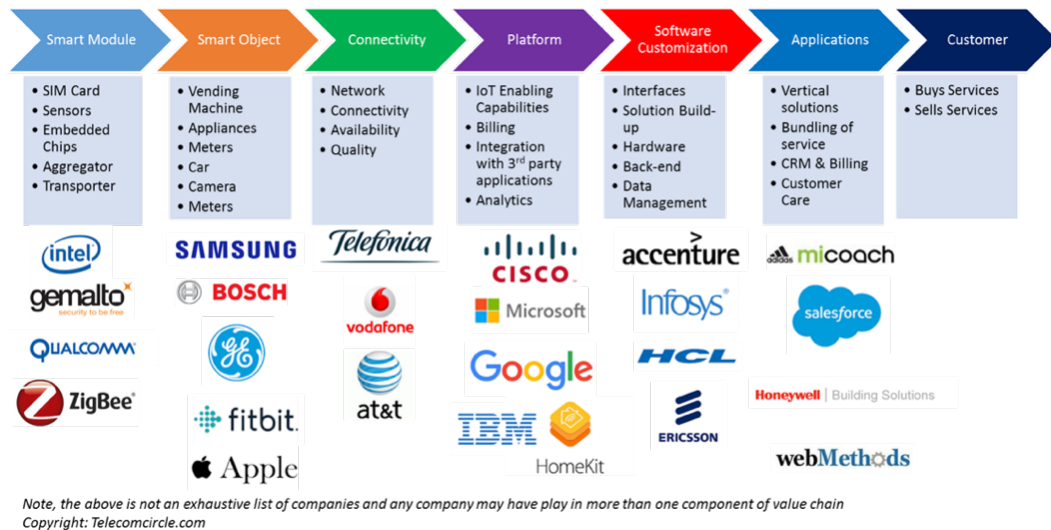 Smart Module
Smart Object
Connectivity
Platform
Software
Customization
Applications
Customer
• SIM Card
• Sensors
• Embedded
Chips
• Aggregator
• Transporter
• Vending
Machine
• Appliances
• Meters
• Car
• Camera
• Meters
• Network
• Connectivity
• Availability
• Quality
• IoT Enabling
Capabilities
• Billing
• Integration
with 3rd party
applications
• Analytics
• Interfaces
• Solution Build-
up
• Hardware
• Back-end
• Data
Management
• Vertical
solutions
• Bundling of
service
• CRM & Billing
• Customer
Care
• Buys Services
• Sells Services
intel
gemalto
security to be free
QUALCOMM
Z ZigBee®
SAMSUNG
BOSCH
GE
fitbit.
Apple
Telefónica
vodafone
at&t
CISCO
Microsoft
Google
IBM
HomeKit
>
accenture
Infosys®
HCL
ERICSSON
adidas micoach
salesforce
Honeywell | Building Solutions
webMethods
Note, the above is not an exhaustive list of companies and any company may have play in more than one component of value chain
Copyright: Telecomcircle.com